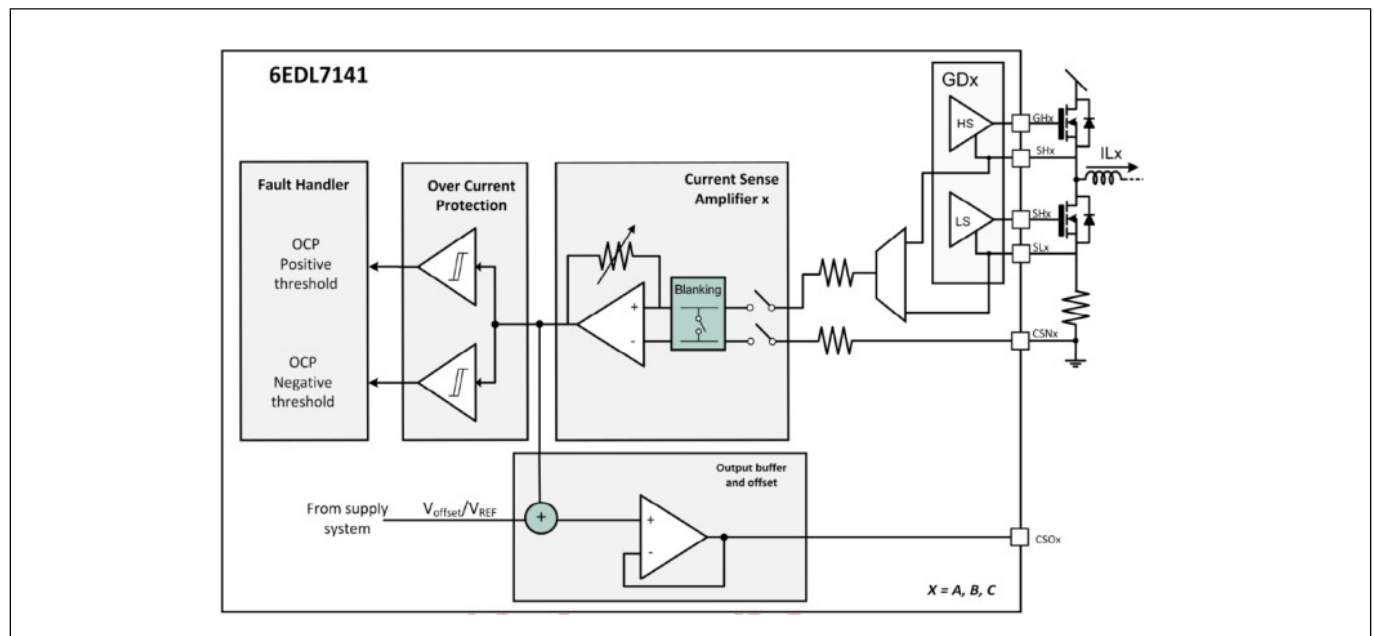 6EDL7141
GDx
HS
GHx
SHx
ILx
LS
SHx
SLx
CSNx
Fault Handler
OCP
Positive
threshold
OCP
Negative
threshold
Over Current
Protection
Current Sense
Amplifier x
+
-
Blanking
Output buffer
and offset
From supply
system
Voffset/VREF
+
+
-
CSOx
X = A, B, C